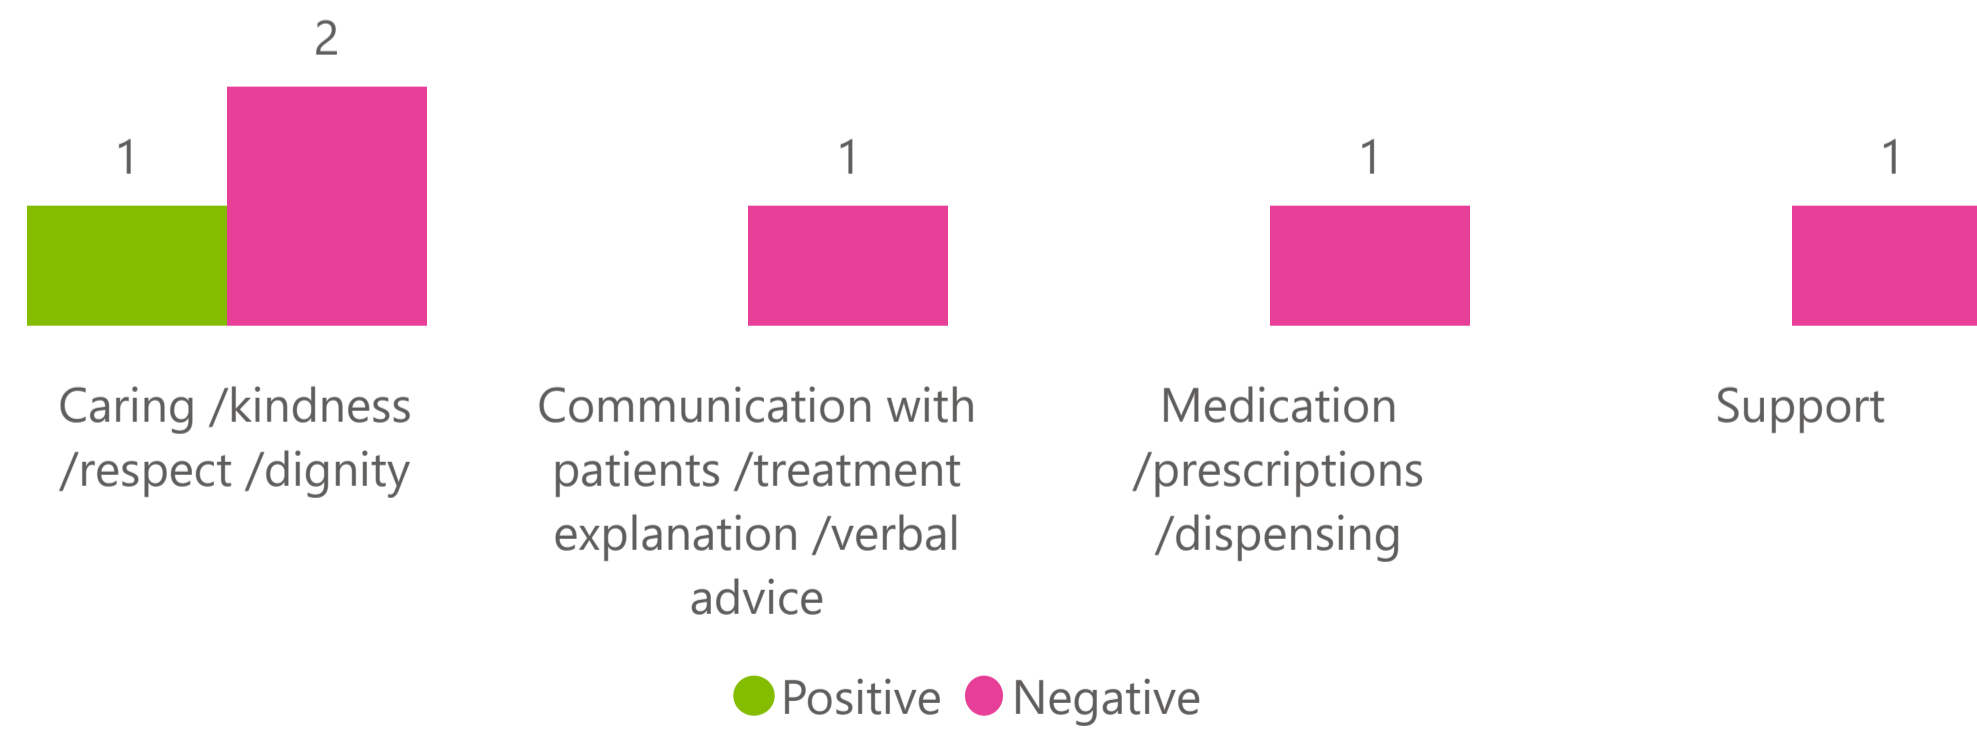 2
1
1
1
1
Caring /kindness
/respect /dignity
Communication with
patients /treatment
explanation /verbal
advice
Medication
/prescriptions
/dispensing
Support
Positive
Negative